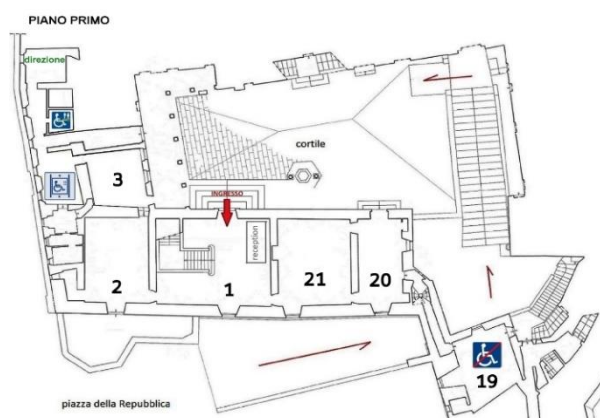 PIANO PRIMO
direzione
cortile
3
INGRESSO
reception
2
1
21
20
19
piazza della Repubblica